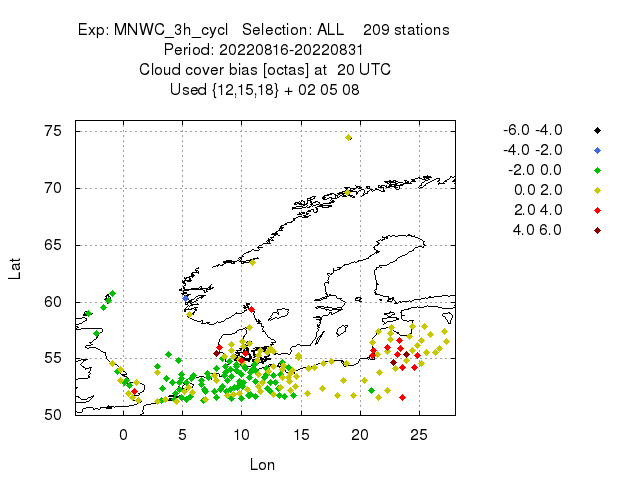 Exp: MNWC_3h_cycl Selection: ALL 209 stations
Period: 20220816-20220831
Cloud cover bias [octas] at 20 UTC
Used {12,15,18} + 02 05 08
-6.0 -4.0
-4.0 -2.0
-2.0 0.0
0.0 2.0
2.0 4.0
4.0 6.0
75
70
65
60
55
50
Lat
0 5 10 15 20 25
Lon